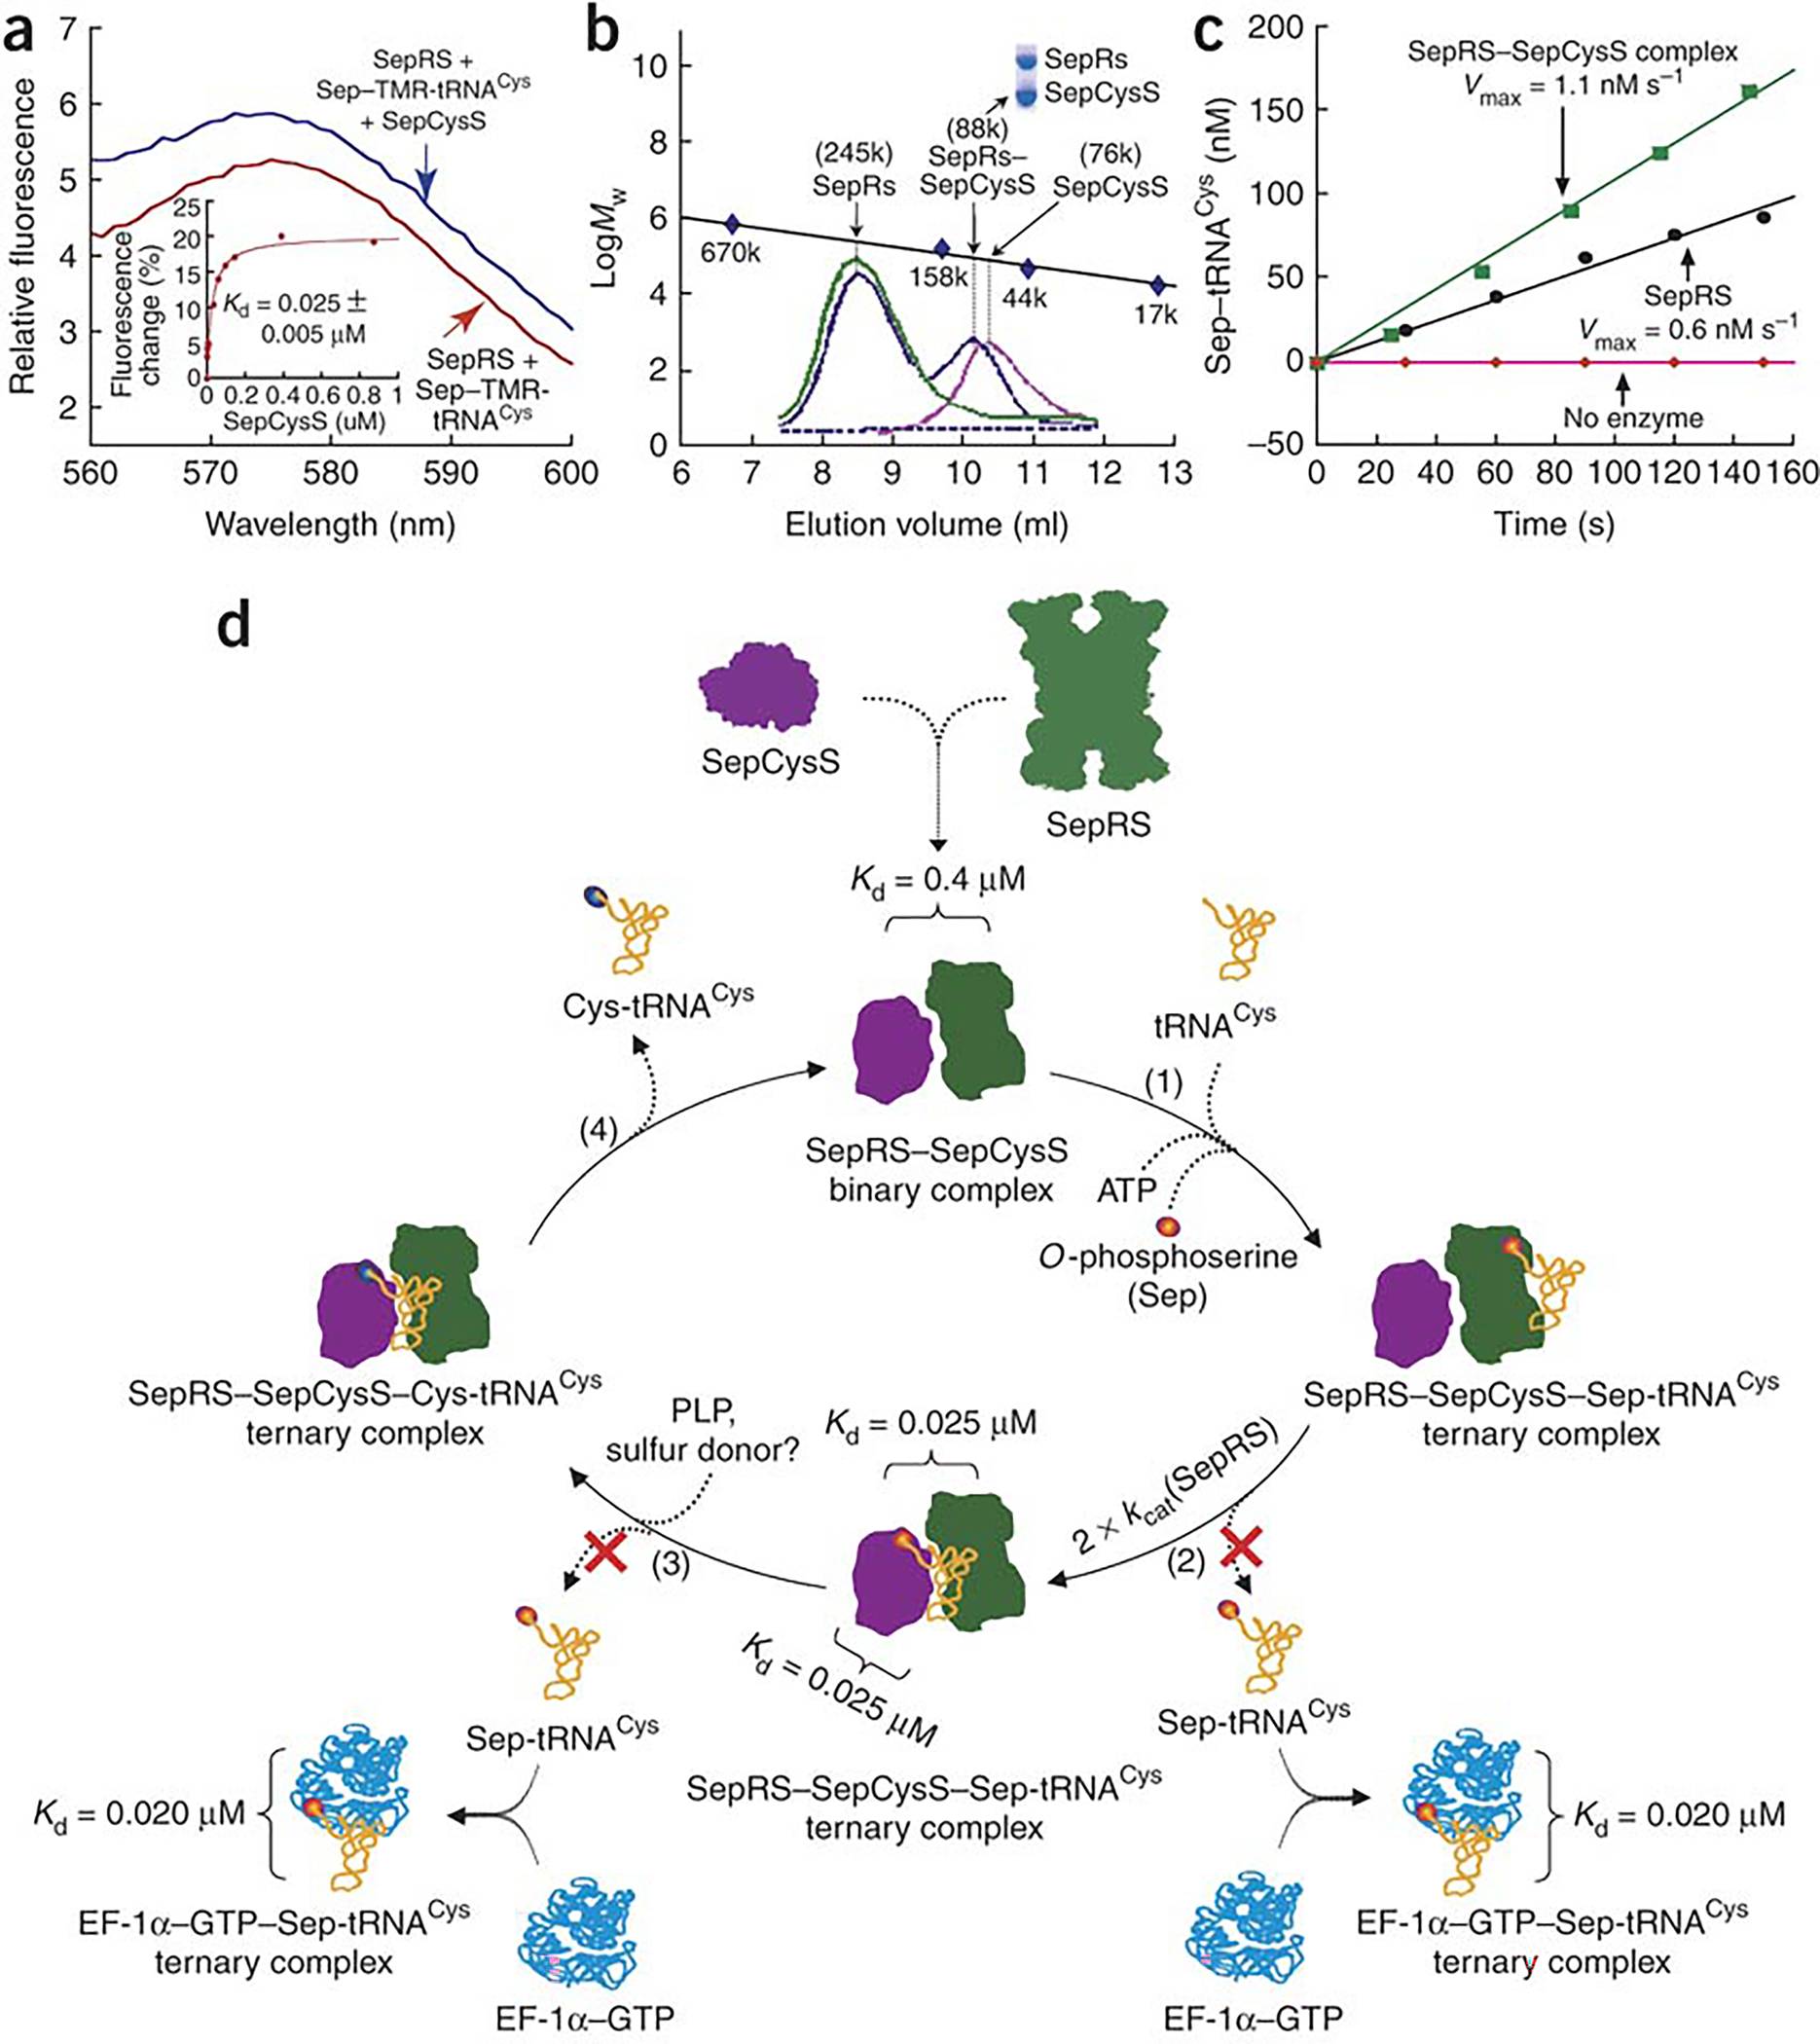 a
7
6
5
4
3
2
Relative fluorescence
560 570 580 590 600
Wavelength (nm)
SepRS +
Sep–TMR-tRNA^Cys
+ SepCysS
25
20
15
10
5
0
Fluorescence
change (%)
K_d = 0.025 ±
0.005 µM
0 0.2 0.4 0.6 0.8 1
SepCysS (uM)
SepRS +
Sep–TMR-
tRNA^Cys
b
10
8
6
4
2
0
LogM_w
6 7 8 9 10 11 12 13
Elution volume (ml)
SepRs
SepCysS
(245k)
SepRs
(88k)
SepRs–
SepCysS
(76k)
SepCysS
670k
158k
44k
17k
c
200
150
100
50
0
–50
Sep–tRNA^Cys (nM)
0 20 40 60 80 100 120 140 160
Time (s)
SepRS–SepCysS complex
V_max = 1.1 nM s^–1
SepRS
V_max = 0.6 nM s^–1
No enzyme
d
SepCysS
SepRS
K_d = 0.4 µM
Cys-tRNA^Cys
tRNA^Cys
(1)
(4)
SepRS–SepCysS
binary complex
ATP
O-phosphoserine
(Sep)
SepRS–SepCysS–Cys-tRNA^Cys
ternary complex
SepRS–SepCysS–Sep-tRNA^Cys
ternary complex
PLP,
sulfur donor?
K_d = 0.025 µM
2 × k_cat(SepRS)
(3)
(2)
K_d = 0.025 µM
Sep-tRNA^Cys
Sep-tRNA^Cys
SepRS–SepCysS–Sep-tRNA^Cys
ternary complex
K_d = 0.020 µM
K_d = 0.020 µM
EF-1α–GTP–Sep-tRNA^Cys
ternary complex
EF-1α–GTP
EF-1α–GTP
EF-1α–GTP–Sep-tRNA^Cys
ternary complex